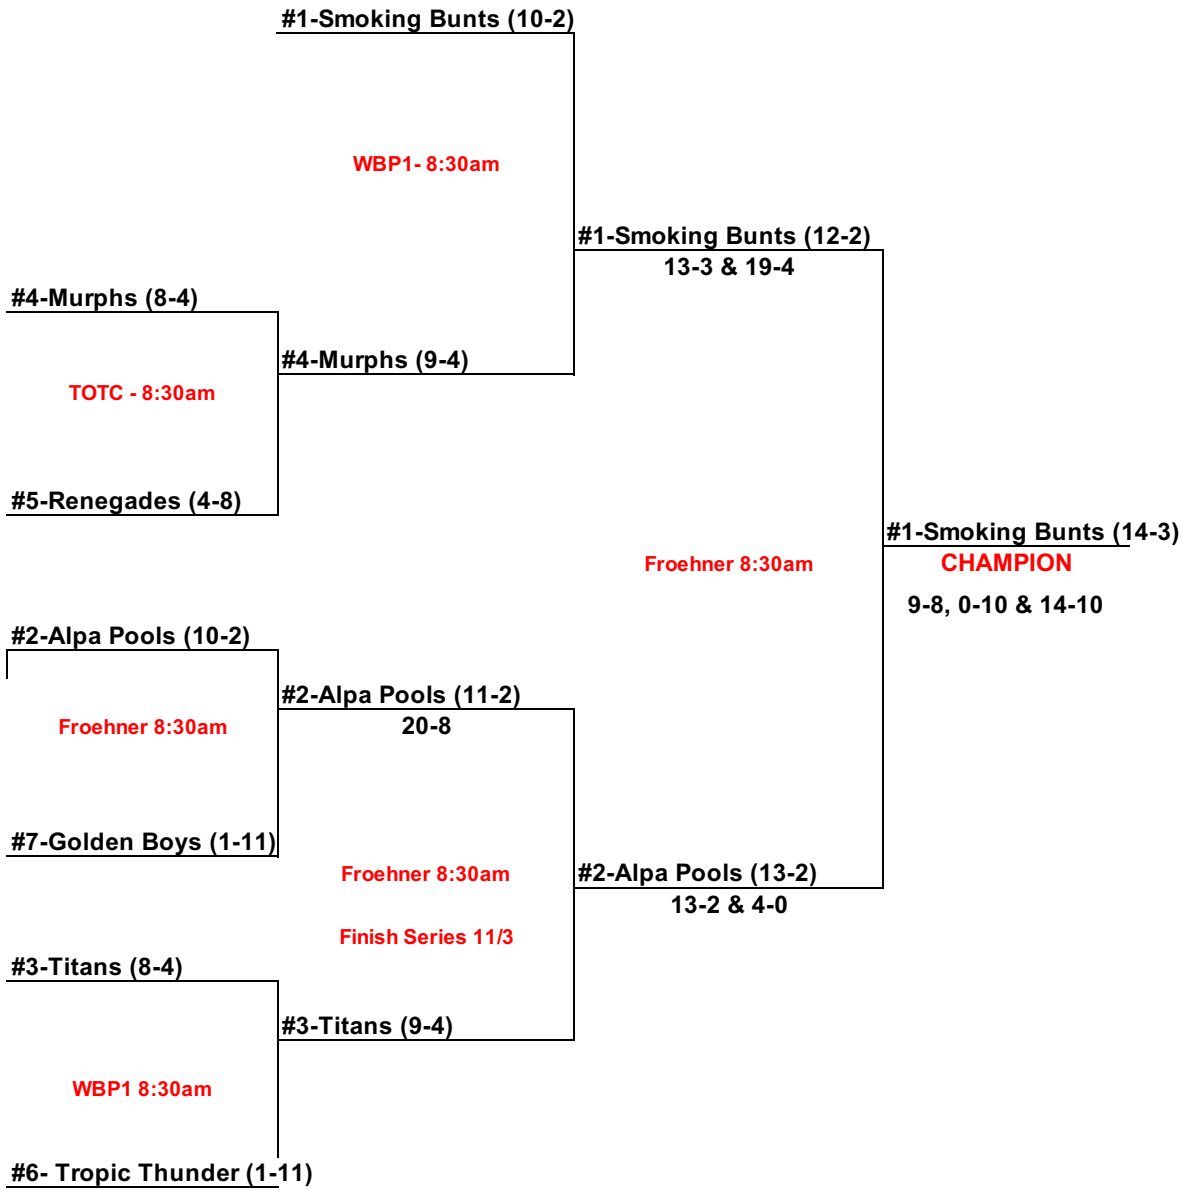 #1-Smoking Bunts (10-2)
WBP1- 8:30am
#1-Smoking Bunts (12-2)
13-3 & 19-4
#4-Murphs (8-4)
#4-Murphs (9-4)
TOTC - 8:30am
#5-Renegades (4-8)
#1-Smoking Bunts (14-3)
Froehner 8:30am
CHAMPION
9-8, 0-10 & 14-10
#2-Alpa Pools (10-2)
#2-Alpa Pools (11-2)
20-8
Froehner 8:30am
#7-Golden Boys (1-11)
Froehner 8:30am
#2-Alpa Pools (13-2)
13-2 & 4-0
Finish Series 11/3
#3-Titans (8-4)
#3-Titans (9-4)
WBP1 8:30am
#6- Tropic Thunder (1-11)